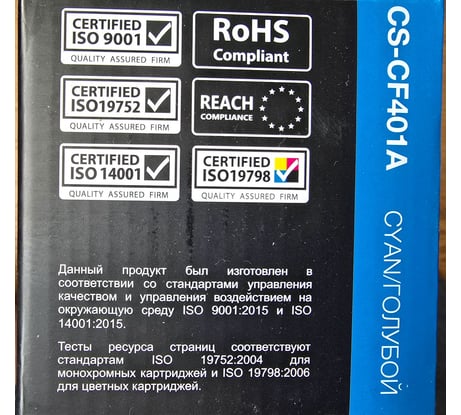 CERTIFIED
ISO 9001
QUALITY ASSURED FIRM
RoHS
Compliant
CERTIFIED
ISO19752
QUALITY ASSURED FIRM
REACH
COMPLIANCE
CERTIFIED
ISO 14001
QUALITY ASSURED FIRM
CERTIFIED
ISO19798
QUALITY ASSURED FIRM
Данный продукт был изготовлен в
соответствии со стандартами управления
качеством и управления воздействием на
окружающую среду ISO 9001:2015 и ISO
14001:2015.
Тесты ресурса страниц соответствуют
стандартам ISO 19752:2004 для
монохромных картриджей и ISO 19798:2006
для цветных картриджей.
CS-CF401A CYAN/ГОЛУБОЙ